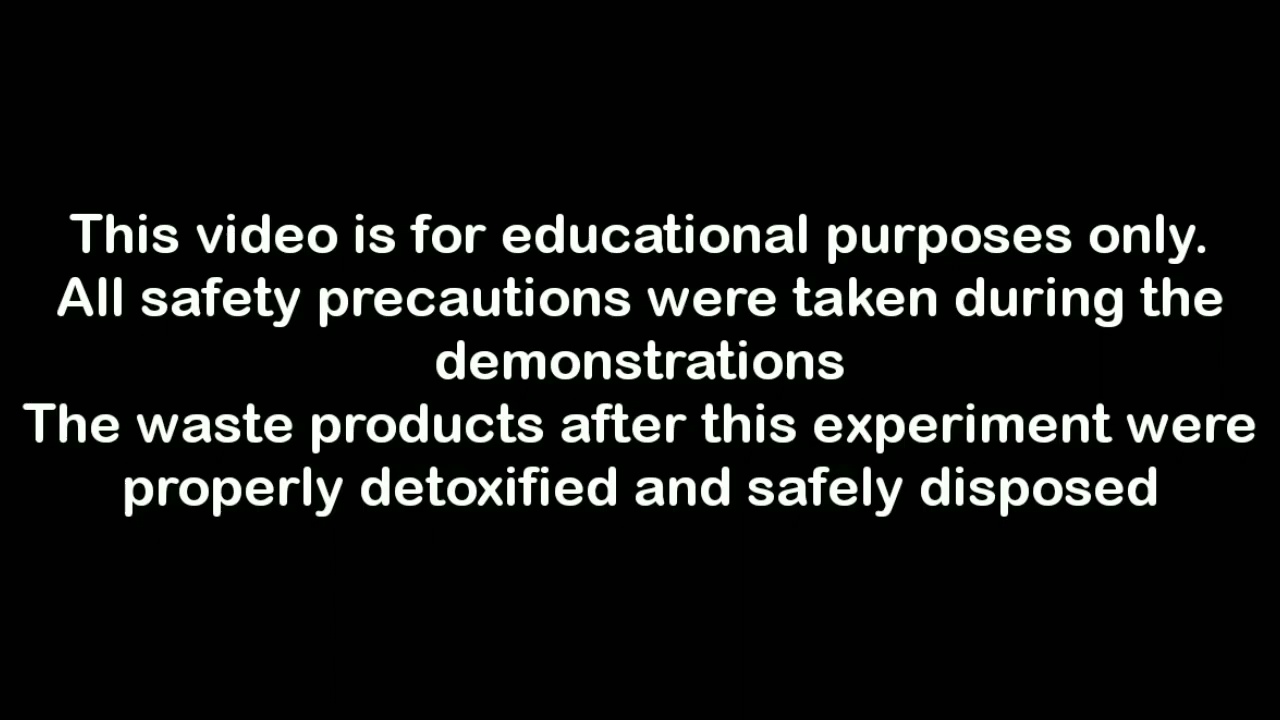 This video is for educational purposes only.
All safety precautions were taken during the
demonstrations
The waste products after this experiment were
properly detoxified and safely disposed